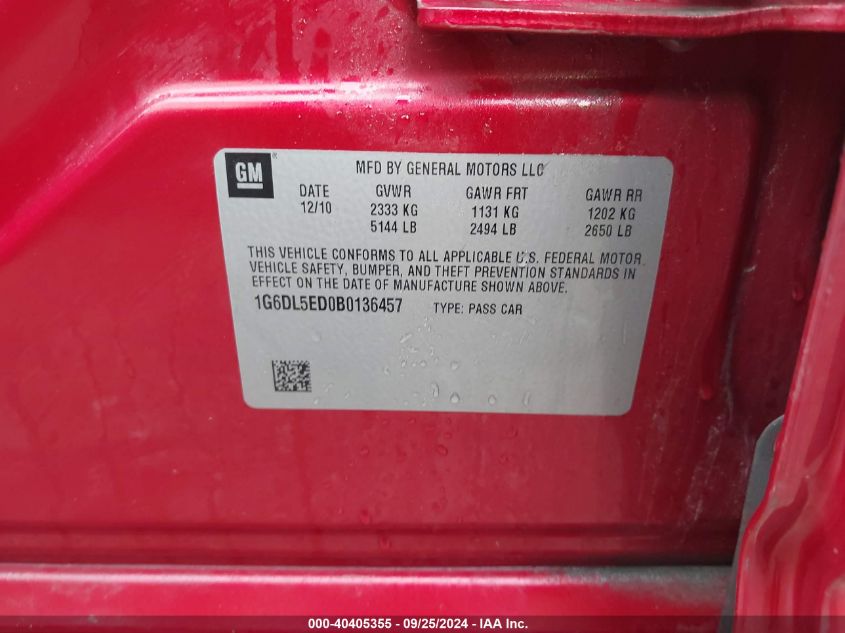 GM ® MFD BY GENERAL MOTORS LLC
DATE GVWR GAWR FRT GAWR RR
12/10 2333 KG 1131 KG 1202 KG
5144 LB 2494 LB 2650 LB
THIS VEHICLE CONFORMS TO ALL APPLICABLE U.S. FEDERAL MOTOR
VEHICLE SAFETY, BUMPER, AND THEFT PREVENTION STANDARDS IN
EFFECT ON THE DATE OF MANUFACTURE SHOWN ABOVE.
1G6DL5ED0B0136457 TYPE: PASS CAR
000-40405355 - 09/25/2024 - IAA Inc.